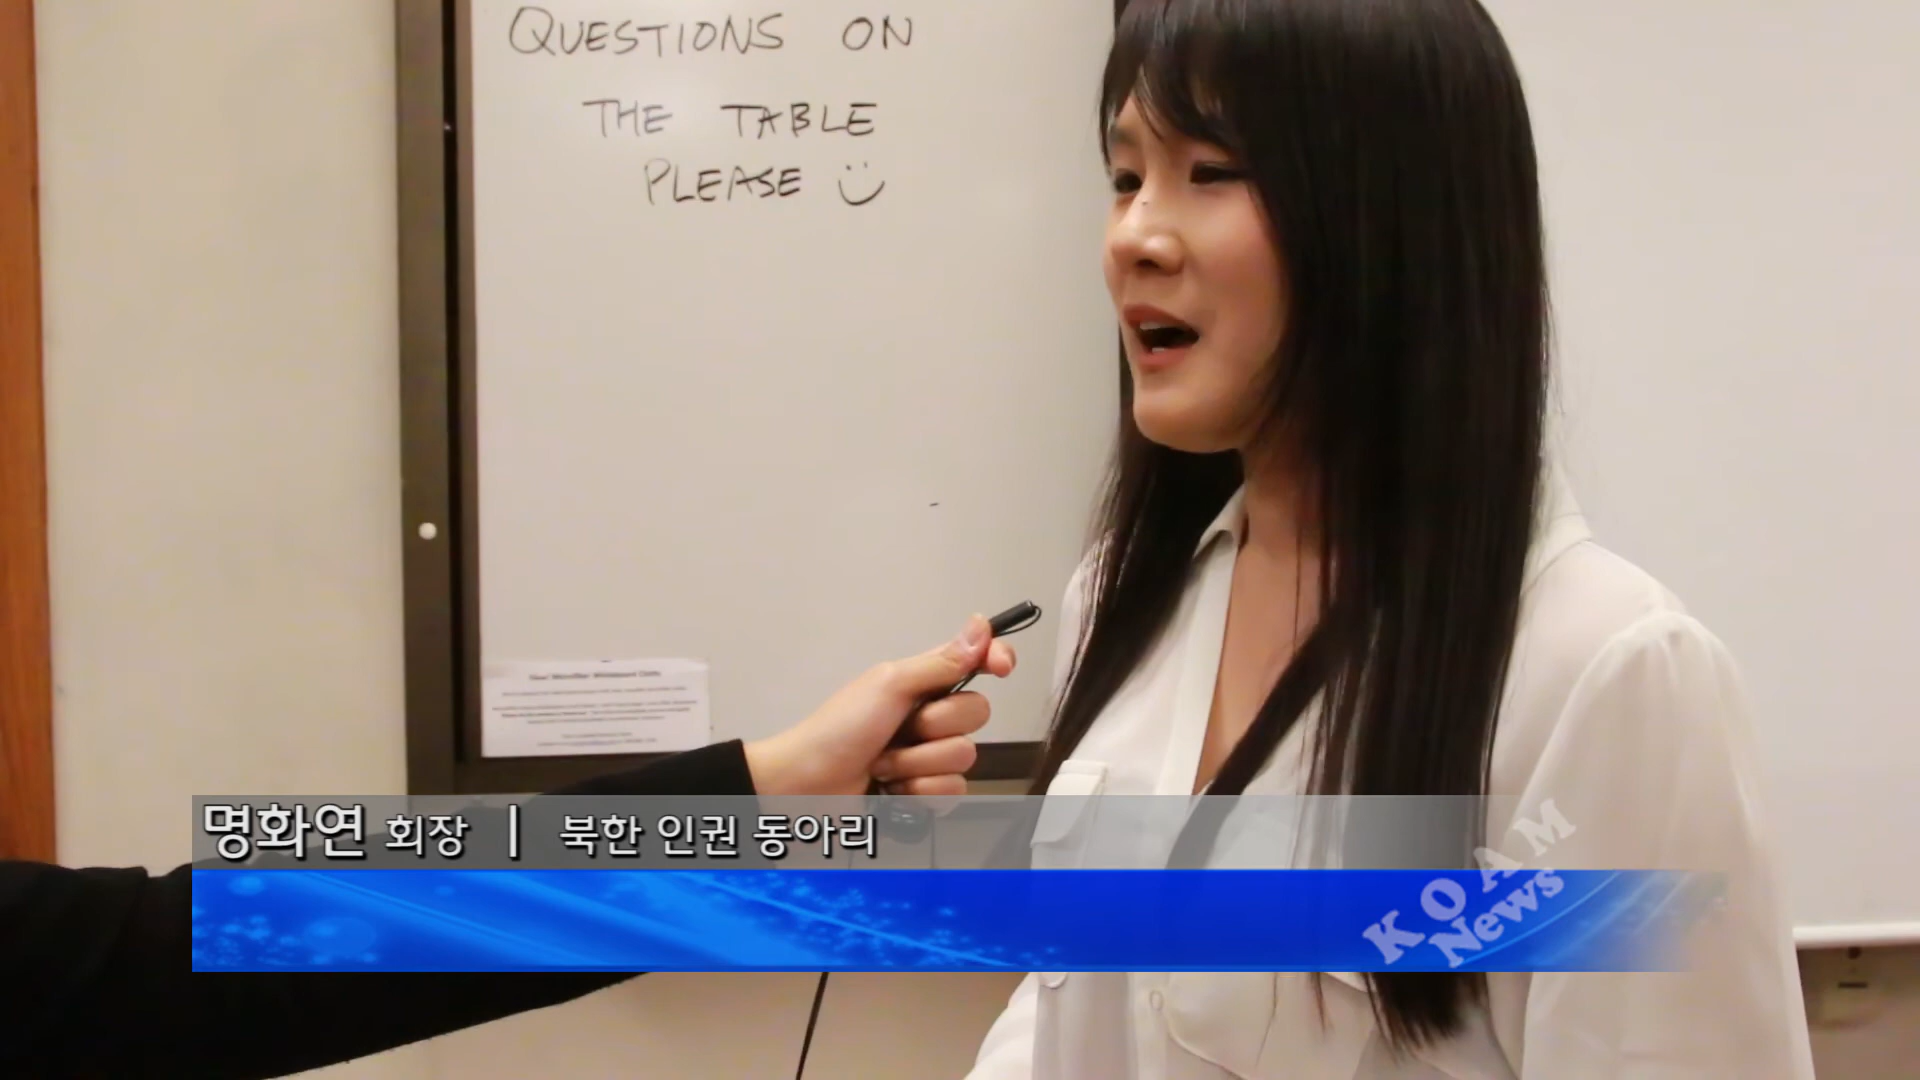 QUESTIONS ON
THE TABLE
PLEASE
명화연 회장 | 북한 인권 동아리
KOAM
News